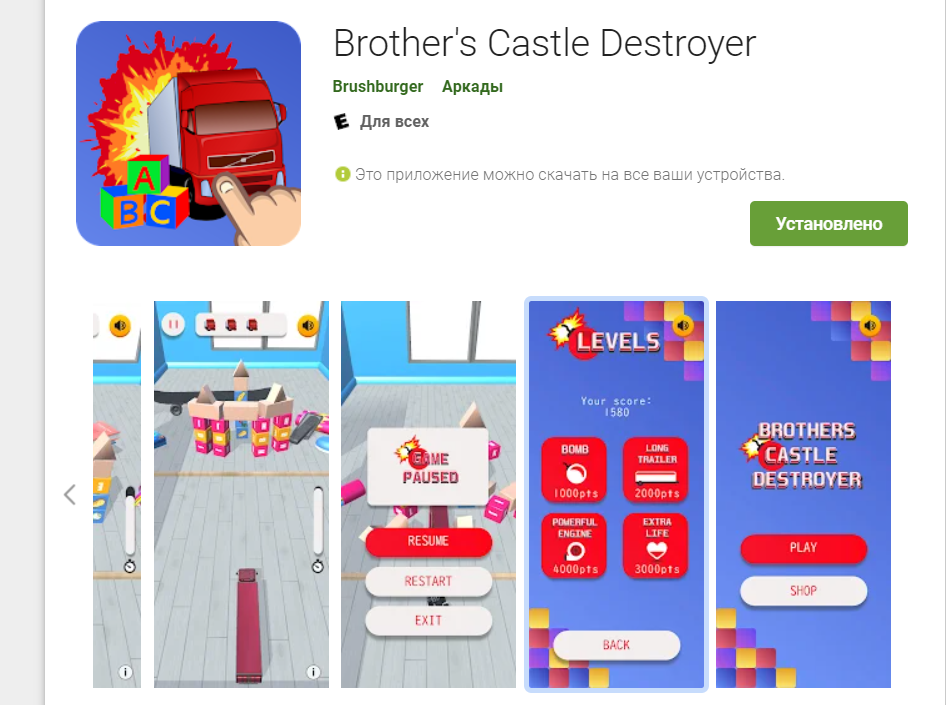 Brother's Castle Destroyer
Brushburger Аркады
E Для всех
Это приложение можно скачать на все ваши устройства.
Установлено
A
B C
GAME
PAUSED
RESUME
RESTART
EXIT
LEVELS
Your score:
1580
BOMB
1000pts
LONG
TRAILER
2000pts
POWERFUL
ENGINE
4000pts
EXTRA
LIFE
3000pts
BACK
BROTHERS
CASTLE
DESTROYER
PLAY
SHOP